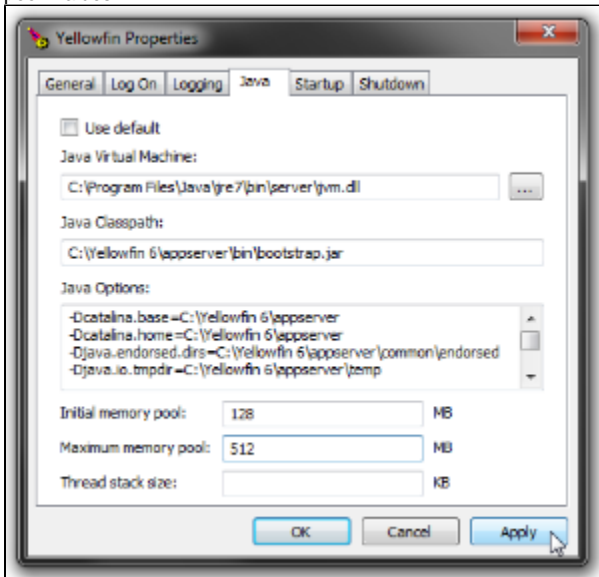 Yellowfin Properties
General Log On Logging Java Startup Shutdown
Use default
Java Virtual Machine:
C:\Program Files\Java\jre7\bin\server\jvm.dll ...
Java Classpath:
C:\Yellowfin 6\appserver\bin\bootstrap.jar
Java Options:
-Dcatalina.base=C:\Yellowfin 6\appserver
-Dcatalina.home=C:\Yellowfin 6\appserver
-Djava.endorsed.dirs=C:\Yellowfin 6\appserver\common\endorsed
-Djava.io.tmpdir=C:\Yellowfin 6\appserver\temp
Initial memory pool: 128 MB
Maximum memory pool: 512 MB
Thread stack size: KB
OK Cancel Apply